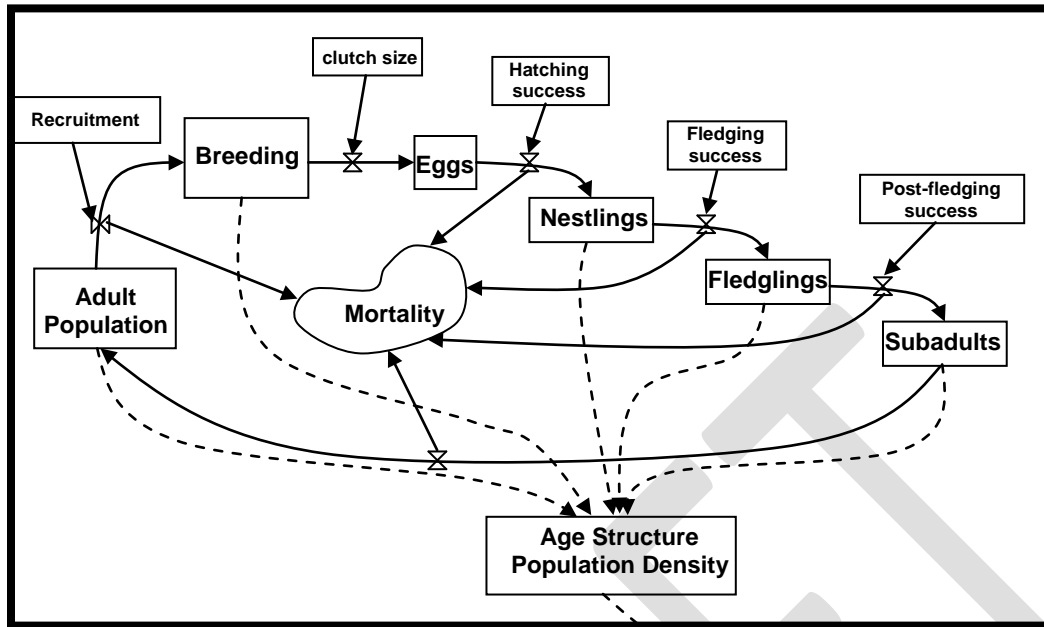 clutch size
Hatching
success
Recruitment
Breeding
Eggs
Fledging
success
Post-fledging
success
Nestlings
Fledglings
Adult
Population
Mortality
Subadults
Age Structure
Population Density